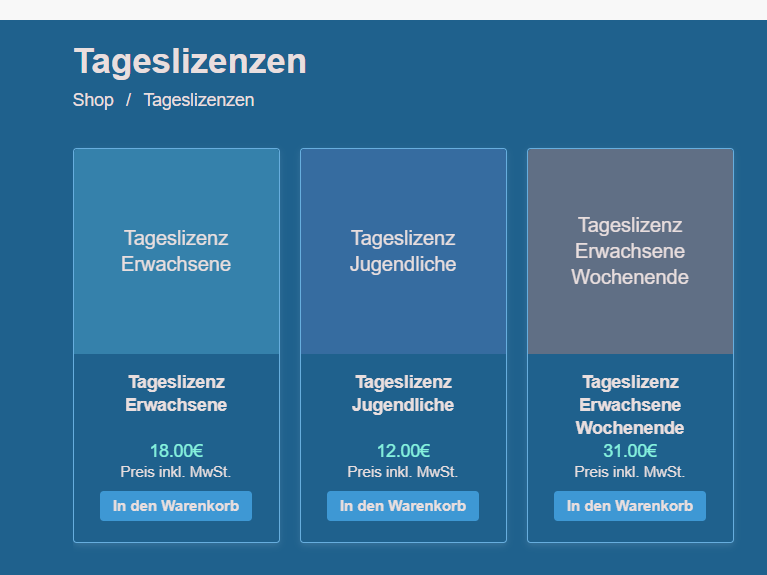 Tageslizenzen
Shop / Tageslizenzen
Tageslizenz
Erwachsene
Tageslizenz
Erwachsene
18.00€
Preis inkl. MwSt.
In den Warenkorb
Tageslizenz
Jugendliche
Tageslizenz
Jugendliche
12.00€
Preis inkl. MwSt.
In den Warenkorb
Tageslizenz
Erwachsene
Wochenende
Tageslizenz
Erwachsene
Wochenende
31.00€
Preis inkl. MwSt.
In den Warenkorb